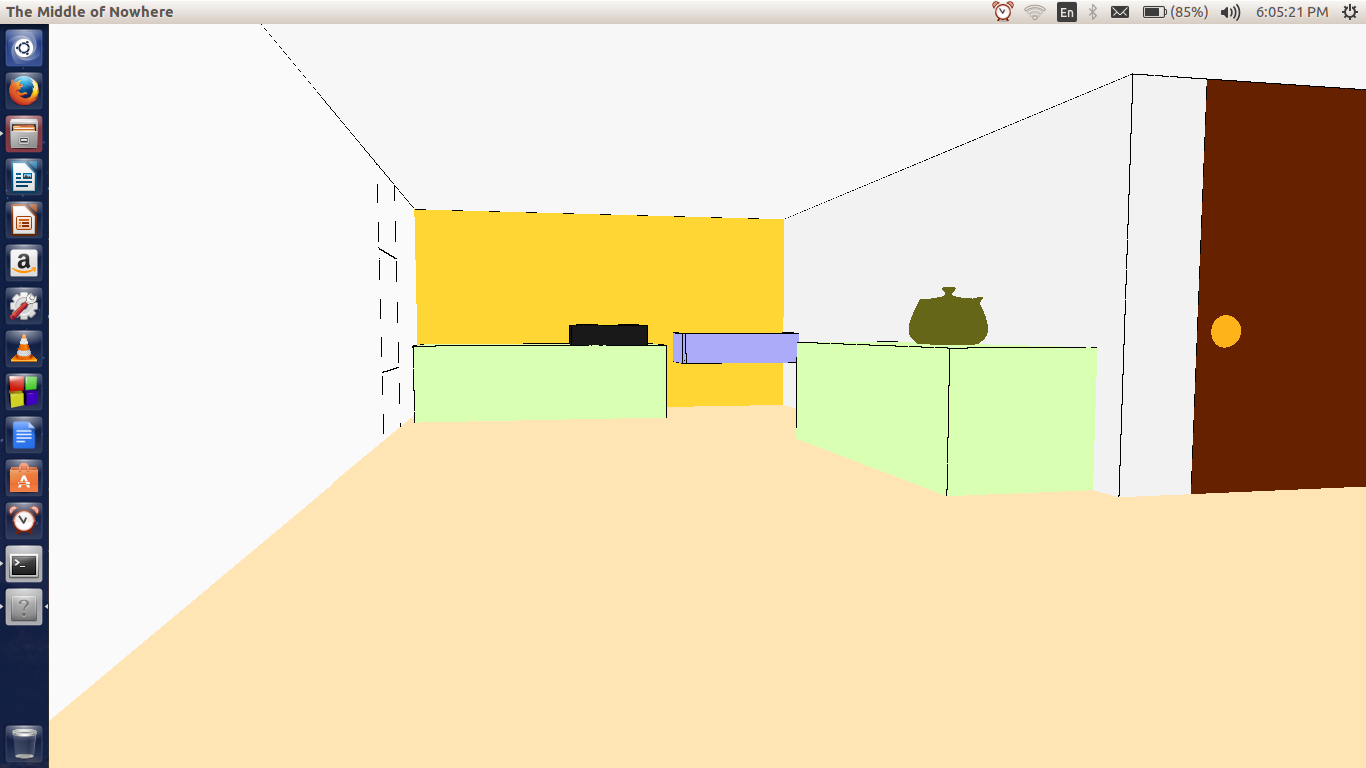 The Middle of Nowhere
En
(85%)
6:05:21 PM
a
>_
?